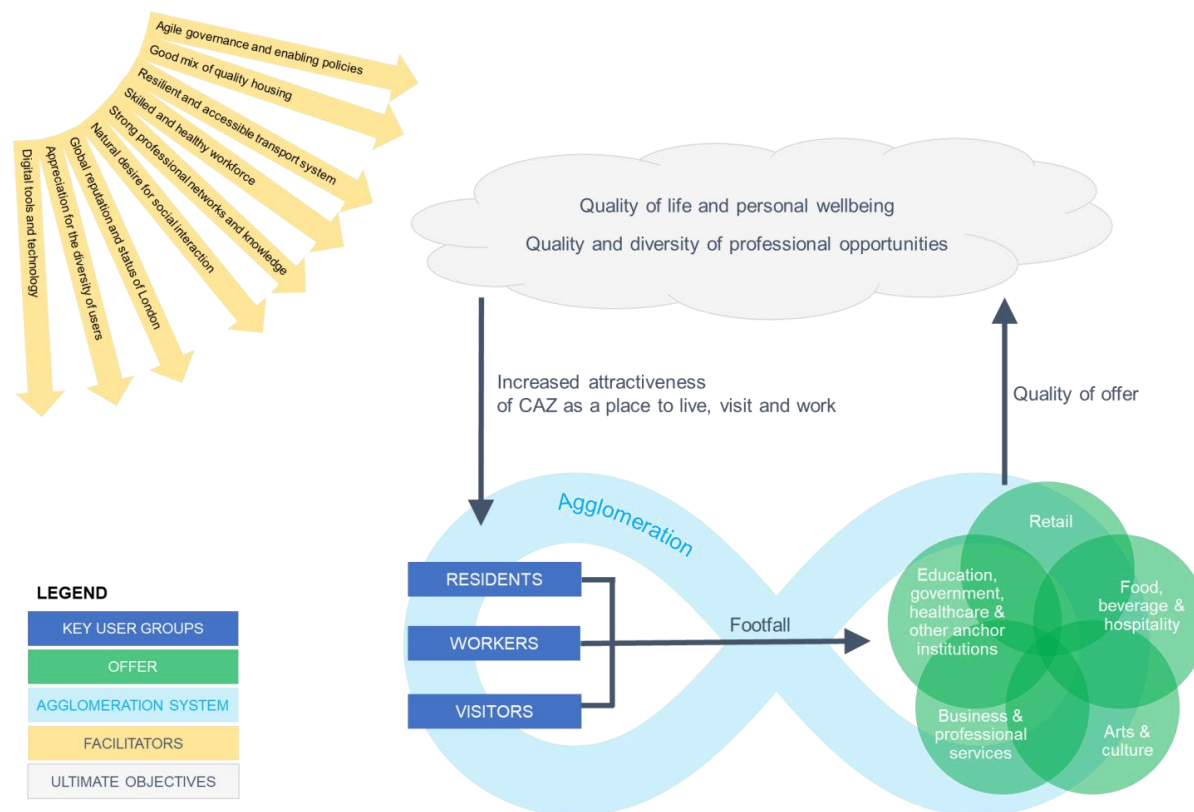 Agile governance and enabling policies
Good mix of quality housing
Resilient and accessible transport system
Skilled and healthy workforce
Strong professional networks and knowledge
Natural desire for social interaction
Global reputation and status of London
Appreciation for the diversity of users
Digital tools and technology
Quality of life and personal wellbeing
Quality and diversity of professional opportunities
Increased attractiveness
of CAZ as a place to live, visit and work
Quality of offer
Agglomeration
RESIDENTS
WORKERS
VISITORS
Footfall
Retail
Education,
government,
healthcare &
other anchor
institutions
Food,
beverage &
hospitality
Business &
professional
services
Arts &
culture
LEGEND
KEY USER GROUPS
OFFER
AGGLOMERATION SYSTEM
FACILITATORS
ULTIMATE OBJECTIVES